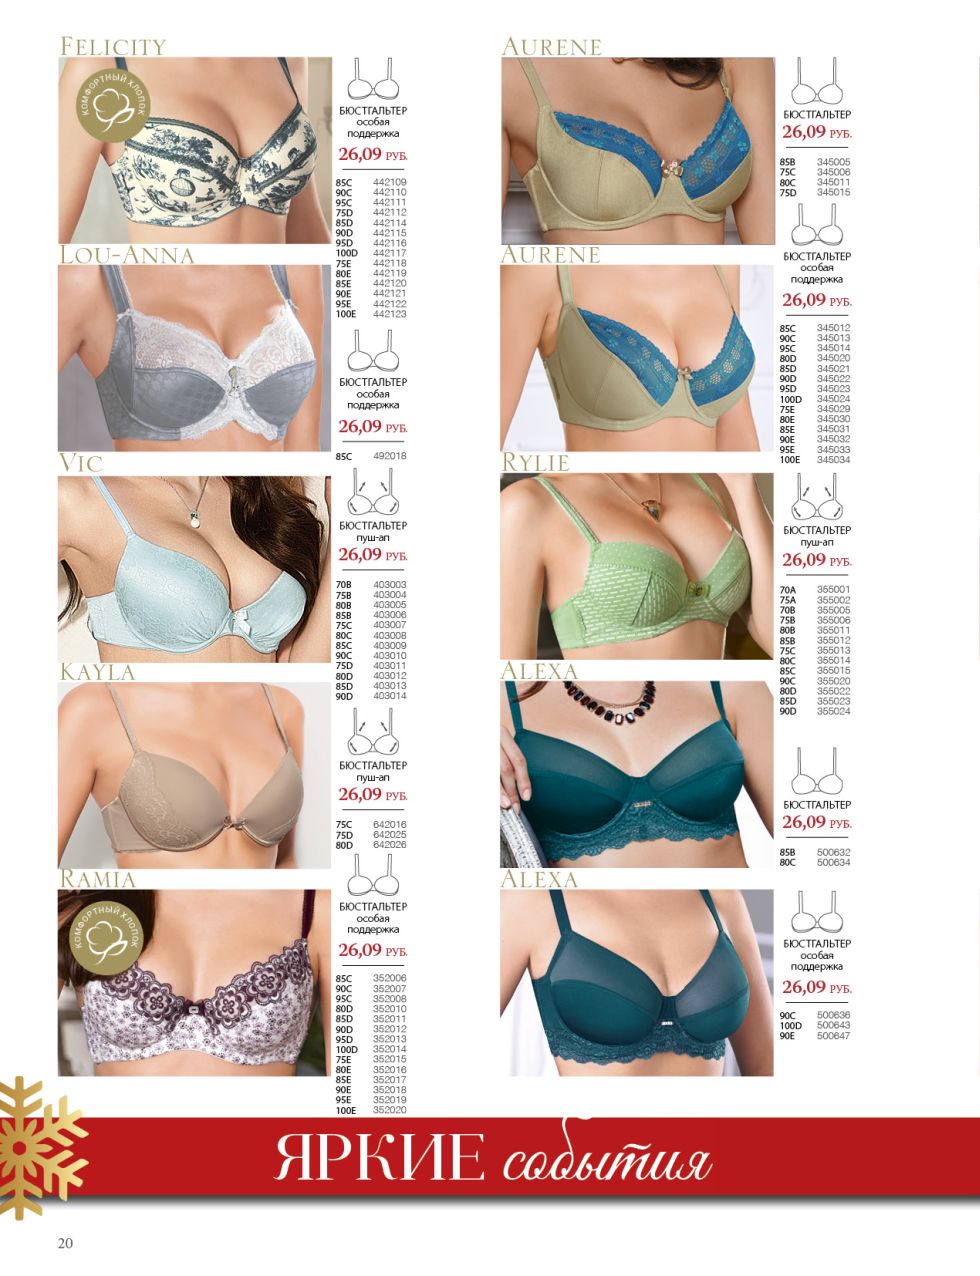 FELICITY
КОМФОРТНЫЙ ХЛОПОК
БЮСТГАЛЬТЕР
особая
поддержка
26,09 РУБ.
85C 442109
90C 442110
95C 442111
75D 442112
85D 442114
90D 442115
95D 442116
100D 442117
75E 442118
80E 442119
85E 442120
90E 442121
95E 442122
100E 442123
LOU-ANNA
БЮСТГАЛЬТЕР
особая
поддержка
26,09 РУБ.
85C 492018
VIC
БЮСТГАЛЬТЕР
пуш-ап
26,09 РУБ.
70B 403003
75B 403004
80B 403005
85B 403006
75C 403007
80C 403008
85C 403009
90C 403010
75D 403011
80D 403012
85D 403013
90D 403014
KAYLA
БЮСТГАЛЬТЕР
пуш-ап
26,09 РУБ.
75C 642016
75D 642025
80D 642026
RAMIA
КОМФОРТНЫЙ ХЛОПОК
БЮСТГАЛЬТЕР
особая
поддержка
26,09 РУБ.
85C 352006
90C 352007
95C 352008
80D 352010
85D 352011
90D 352012
95D 352013
100D 352014
75E 352015
80E 352016
85E 352017
90E 352018
95E 352019
100E 352020
AURENE
БЮСТГАЛЬТЕР
26,09 РУБ.
85B 345005
75C 345006
80C 345011
75D 345015
AURENE
БЮСТГАЛЬТЕР
особая
поддержка
26,09 РУБ.
85C 345012
90C 345013
95C 345014
80D 345020
85D 345021
90D 345022
95D 345023
100D 345024
75E 345029
80E 345030
85E 345031
90E 345032
95E 345033
100E 345034
RYLIE
БЮСТГАЛЬТЕР
пуш-ап
26,09 РУБ.
70A 355001
75A 355002
70B 355005
75B 355006
80B 355011
85B 355012
75C 355013
80C 355014
85C 355015
90C 355020
80D 355022
85D 355023
90D 355024
ALEXA
БЮСТГАЛЬТЕР
26,09 РУБ.
85B 500632
80C 500634
ALEXA
БЮСТГАЛЬТЕР
особая
поддержка
26,09 РУБ.
90C 500636
100D 500643
90E 500647
ЯРКИЕ события
20